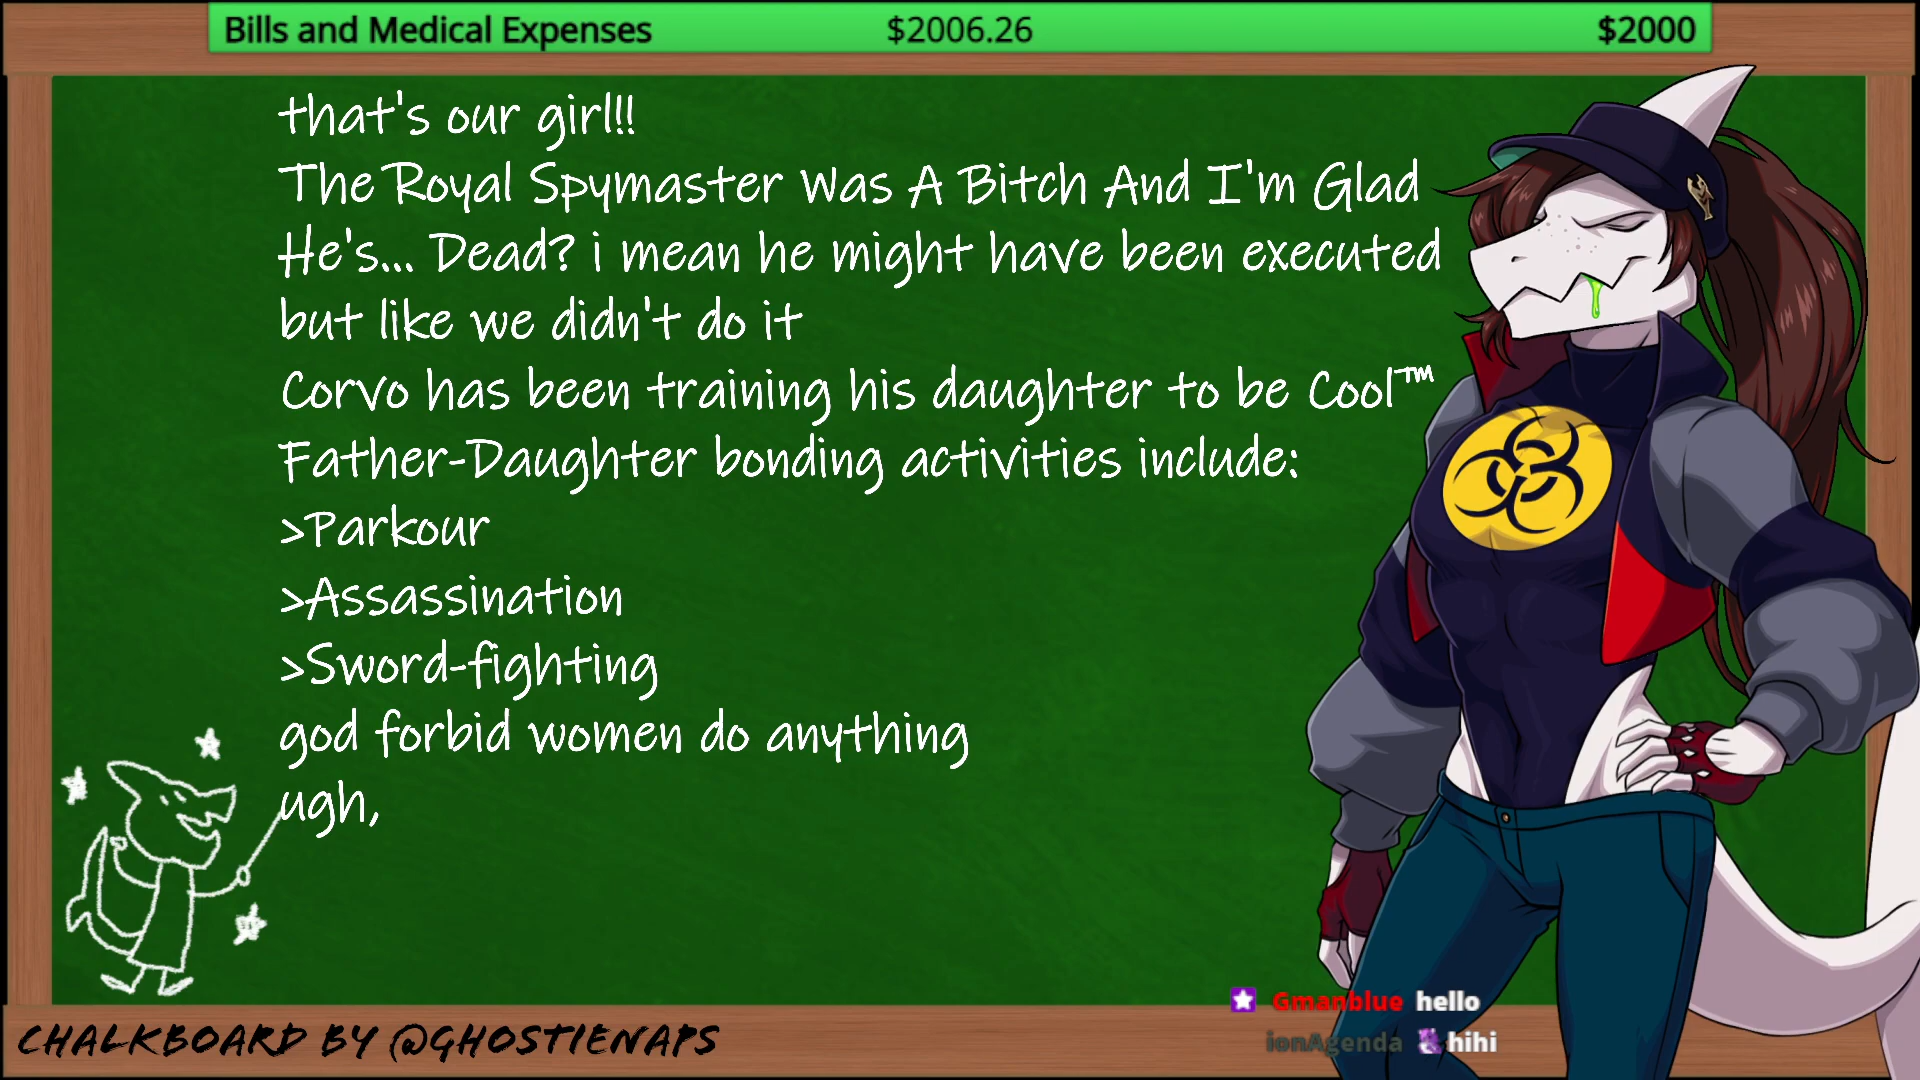 Bills and Medical Expenses $2006.26 $2000
that's our girl!!
The Royal Spymaster Was A Bitch And I'm Glad
He's... Dead? i mean he might have been executed
but like we didn't do it
Corvo has been training his daughter to be Cool™
Father-Daughter bonding activities include:
>Parkour
>Assassination
>Sword-fighting
god forbid women do anything
ugh,
Gmanblue hello
ionAgenda hihi
CHALKBOARD BY @GHOSTIENAPS